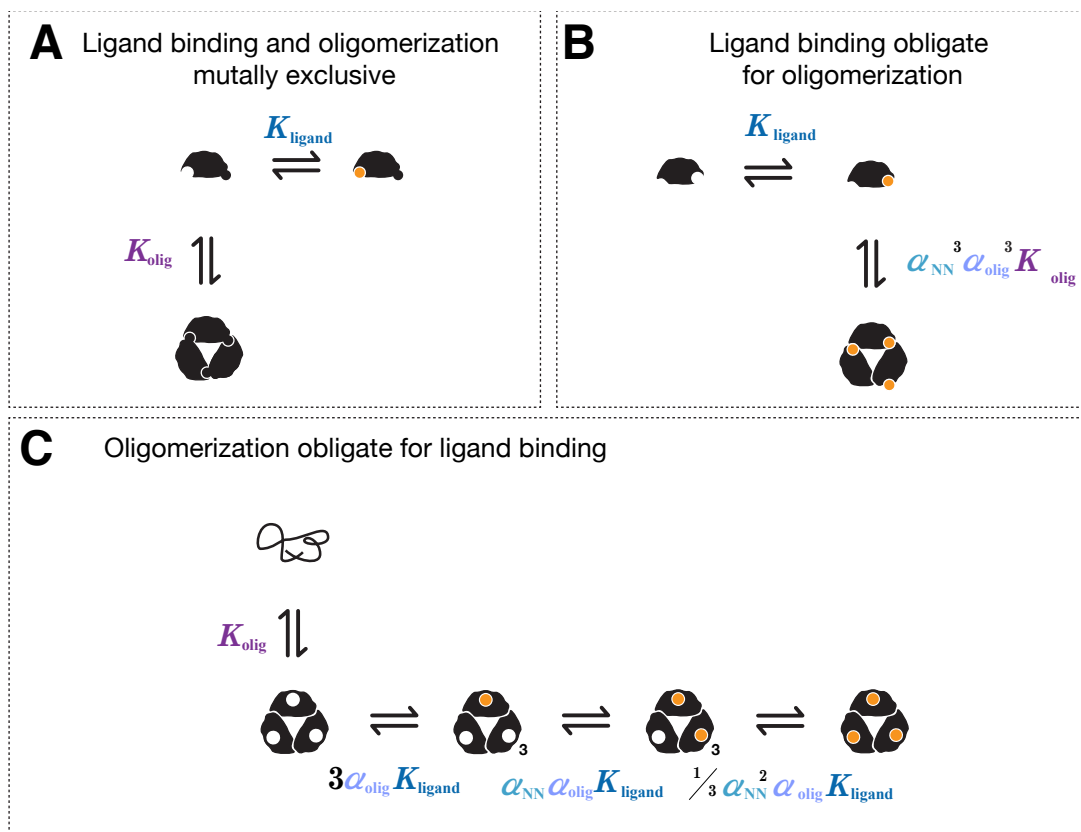 A Ligand binding and oligomerization
mutally exclusive
K ligand
K olig
B Ligand binding obligate
for oligomerization
K ligand
α NN 3 α olig 3 K olig
C Oligomerization obligate for ligand binding
K olig
3 3
3 α olig K ligand α NN α olig K ligand 1/3 α NN 2 α olig K ligand